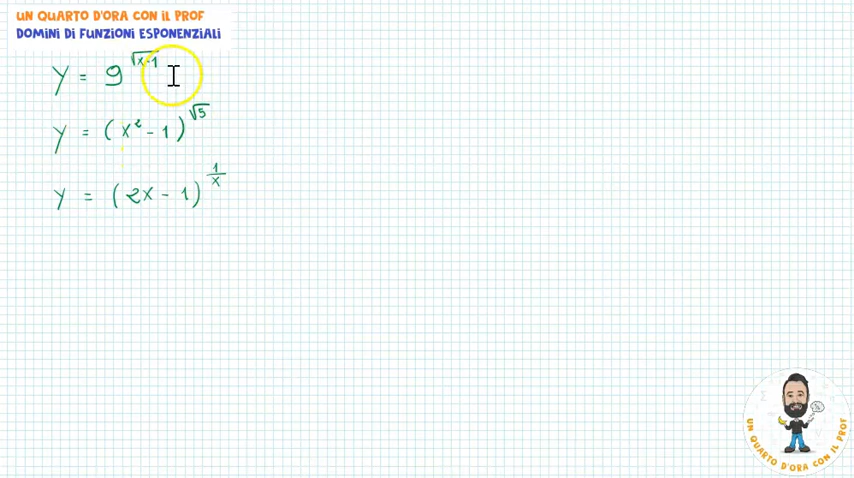 UN QUARTO D'ORA CON IL PROF
DOMINI DI FUNZIONI ESPONENZIALI
y = 9^√(x-1)
y = (x² - 1)^√5
y = (2x - 1)^(1/x)
UN QUARTO D'ORA CON IL PROF